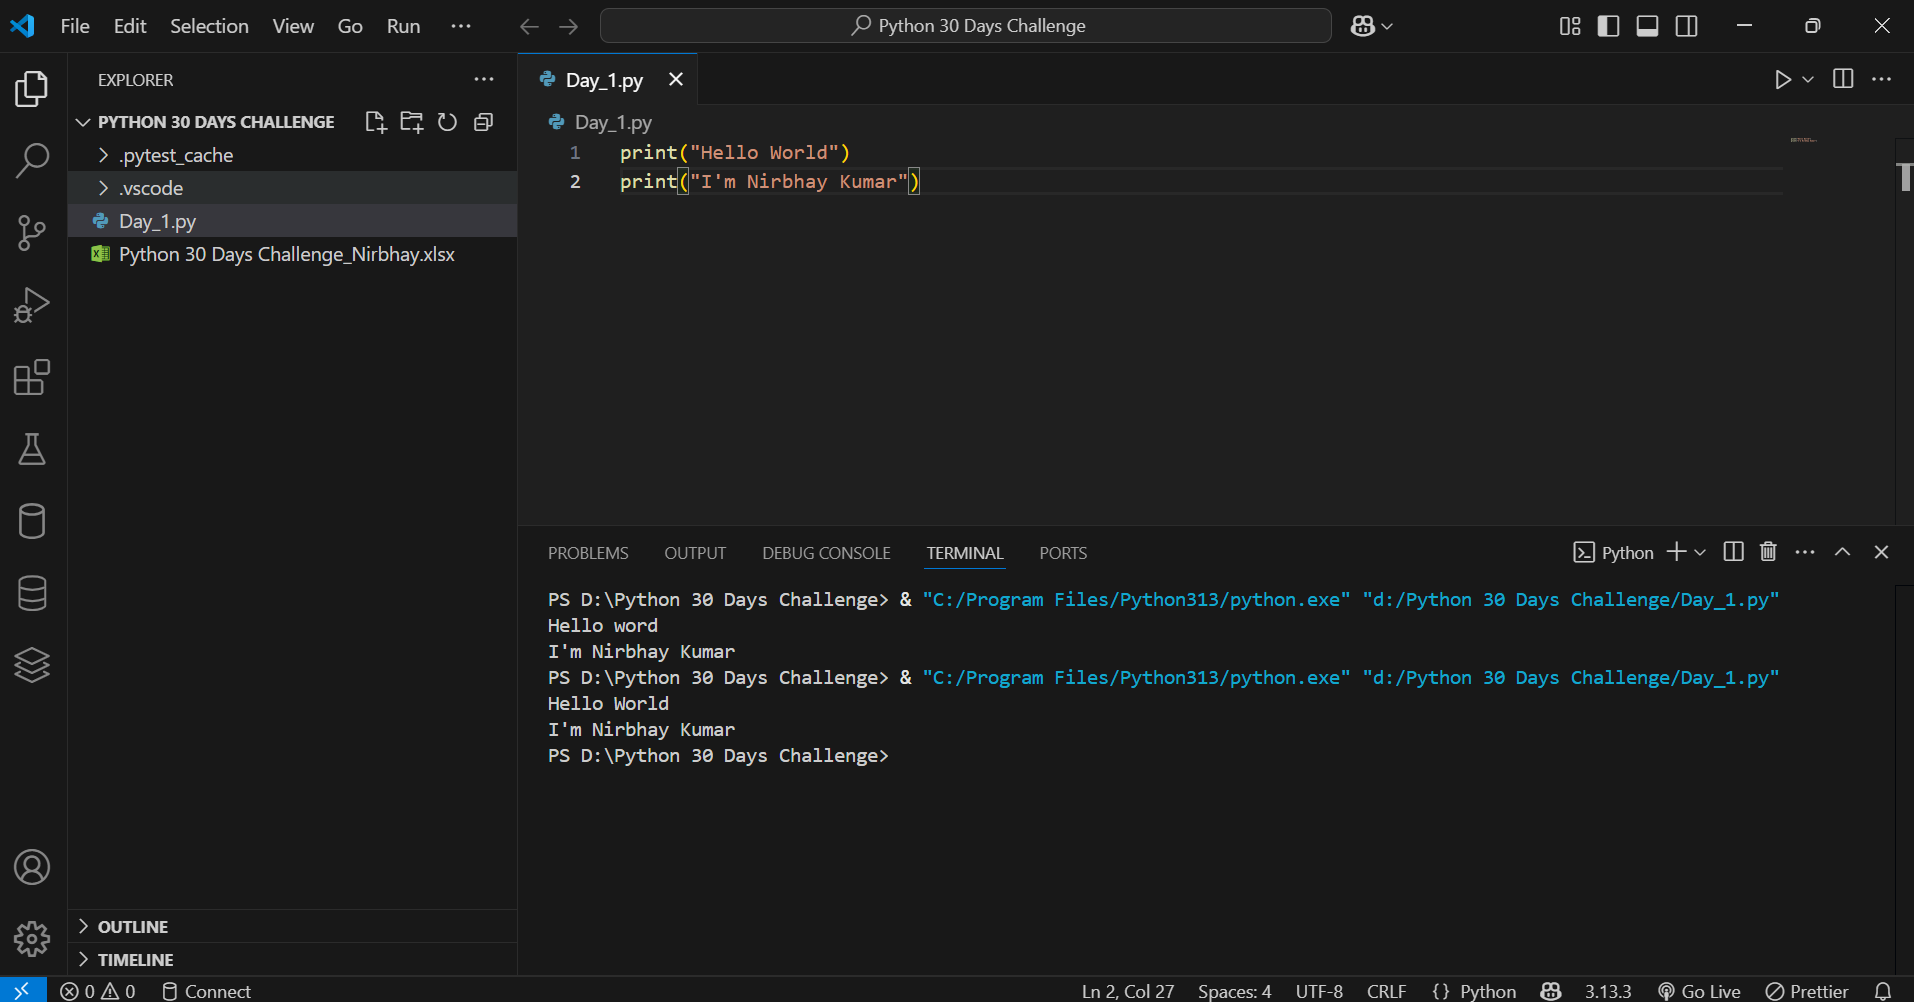 File Edit Selection View Go Run ···
Python 30 Days Challenge
EXPLORER
PYTHON 30 DAYS CHALLENGE
.pytest_cache
.vscode
Day_1.py
Python 30 Days Challenge_Nirbhay.xlsx
OUTLINE
TIMELINE
Day_1.py
Day_1.py
1 print("Hello World")
2 print("I'm Nirbhay Kumar")
PROBLEMS OUTPUT DEBUG CONSOLE TERMINAL PORTS
Python
PS D:\Python 30 Days Challenge> & "C:/Program Files/Python313/python.exe" "d:/Python 30 Days Challenge/Day_1.py"
Hello word
I'm Nirbhay Kumar
PS D:\Python 30 Days Challenge> & "C:/Program Files/Python313/python.exe" "d:/Python 30 Days Challenge/Day_1.py"
Hello World
I'm Nirbhay Kumar
PS D:\Python 30 Days Challenge>
0 0 Connect
Ln 2, Col 27 Spaces: 4 UTF-8 CRLF {} Python 3.13.3 Go Live Prettier